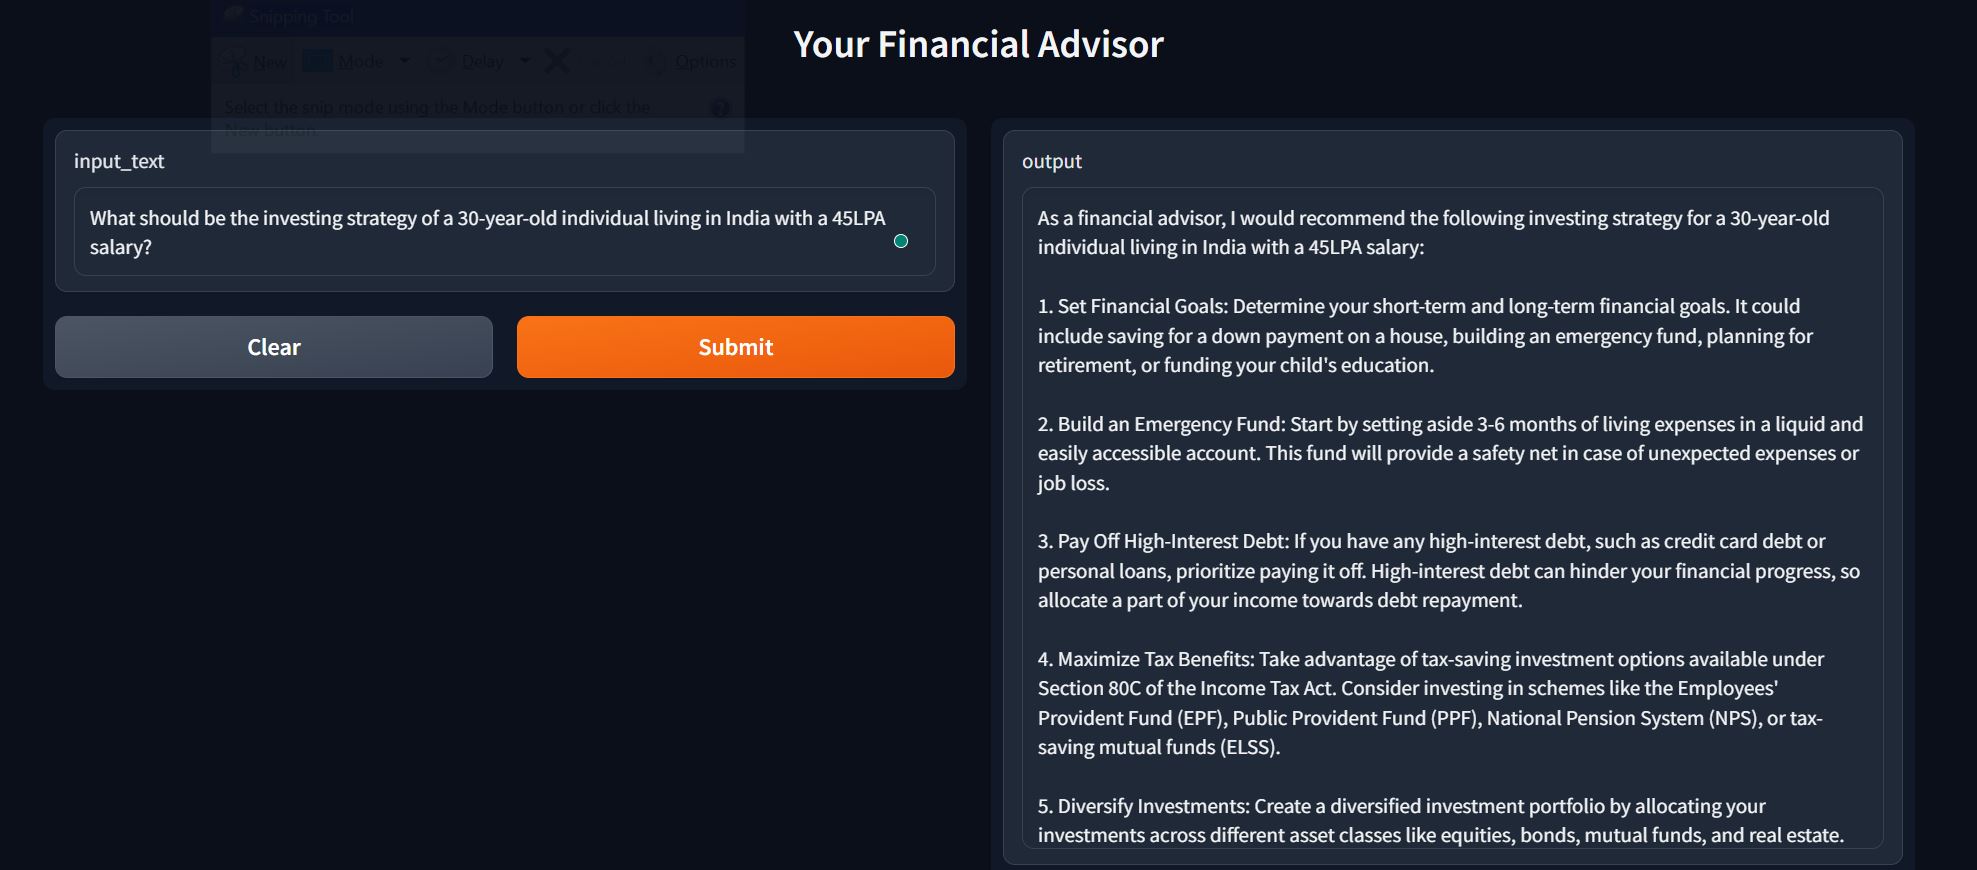 Snipping Tool
New Mode Delay Options
Select the snip mode using the Mode button or click the
New button.
Your Financial Advisor
input_text
What should be the investing strategy of a 30-year-old individual living in India with a 45LPA
salary?
Clear
Submit
output
As a financial advisor, I would recommend the following investing strategy for a 30-year-old
individual living in India with a 45LPA salary:
1. Set Financial Goals: Determine your short-term and long-term financial goals. It could
include saving for a down payment on a house, building an emergency fund, planning for
retirement, or funding your child's education.
2. Build an Emergency Fund: Start by setting aside 3-6 months of living expenses in a liquid and
easily accessible account. This fund will provide a safety net in case of unexpected expenses or
job loss.
3. Pay Off High-Interest Debt: If you have any high-interest debt, such as credit card debt or
personal loans, prioritize paying it off. High-interest debt can hinder your financial progress, so
allocate a part of your income towards debt repayment.
4. Maximize Tax Benefits: Take advantage of tax-saving investment options available under
Section 80C of the Income Tax Act. Consider investing in schemes like the Employees'
Provident Fund (EPF), Public Provident Fund (PPF), National Pension System (NPS), or tax-
saving mutual funds (ELSS).
5. Diversify Investments: Create a diversified investment portfolio by allocating your
investments across different asset classes like equities, bonds, mutual funds, and real estate.